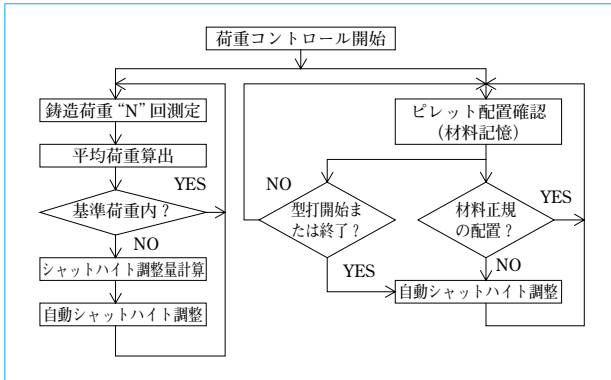 荷重コントロール開始
鋳造荷重“N”回測定
平均荷重算出
YES
基準荷重内？
NO
シャットハイト調整量計算
自動シャットハイト調整
ピレット配置確認
（材料記憶）
NO
型打開始ま
たは終了？
YES
材料正規
の配置？
YES
NO
自動シャットハイト調整